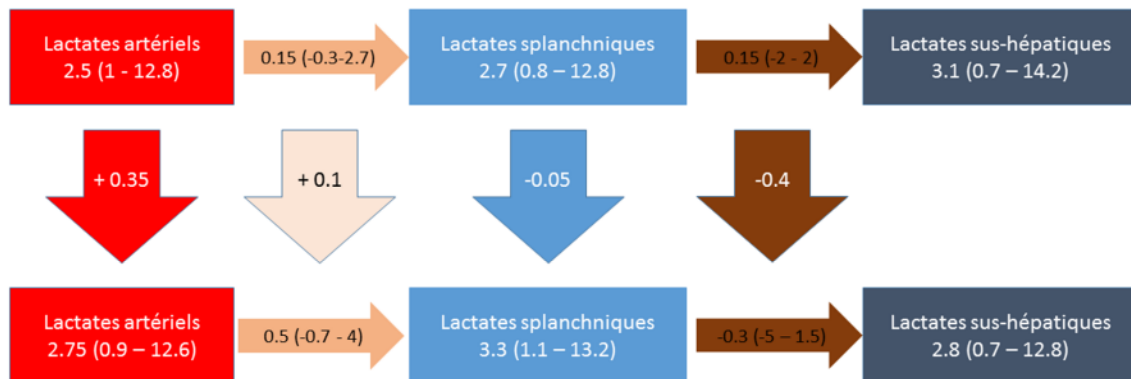 Lactates artériels
2.5 (1 - 12.8)
0.15 (-0.3-2.7)
Lactates splanchniques
2.7 (0.8 – 12.8)
0.15 (-2 - 2)
Lactates sus-hépatiques
3.1 (0.7 – 14.2)
+ 0.35
+ 0.1
-0.05
-0.4
Lactates artériels
2.75 (0.9 – 12.6)
0.5 (-0.7 - 4)
Lactates splanchniques
3.3 (1.1 – 13.2)
-0.3 (-5 – 1.5)
Lactates sus-hépatiques
2.8 (0.7 – 12.8)